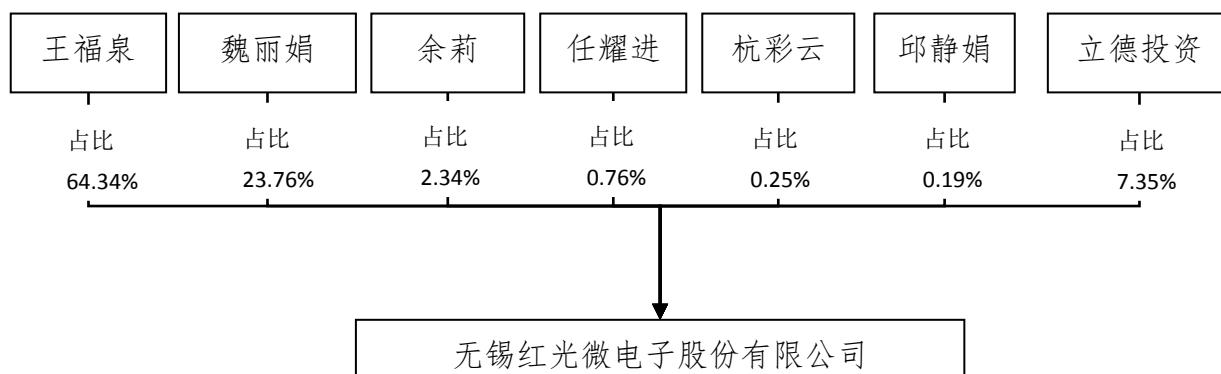 王福泉 魏丽娟 余莉 任耀进 杭彩云 邱静娟 立德投资
占比 占比 占比 占比 占比 占比 占比
64.34% 23.76% 2.34% 0.76% 0.25% 0.19% 7.35%
无锡红光微电子股份有限公司